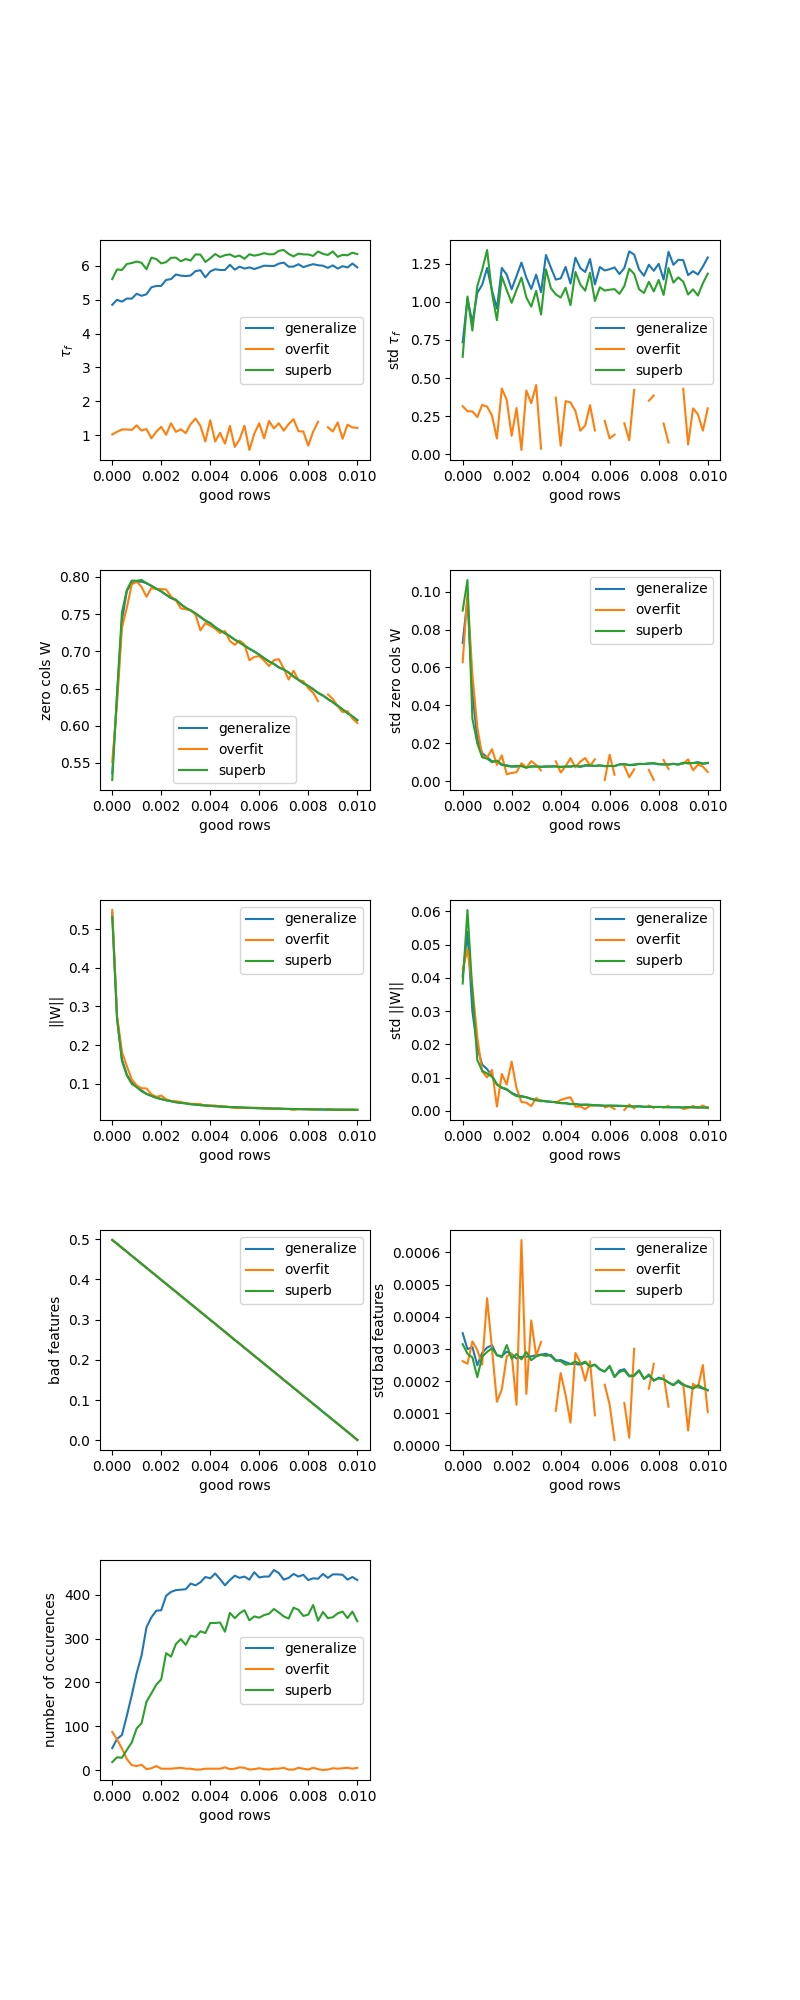 6
5
4
3
2
1
τf
generalize
overfit
superb
0.000 0.002 0.004 0.006 0.008 0.010
good rows
1.25
1.00
0.75
0.50
0.25
0.00
std τf
generalize
overfit
superb
0.000 0.002 0.004 0.006 0.008 0.010
good rows
0.80
0.75
0.70
0.65
0.60
0.55
zero cols W
generalize
overfit
superb
0.000 0.002 0.004 0.006 0.008 0.010
good rows
0.10
0.08
0.06
0.04
0.02
0.00
std zero cols W
generalize
overfit
superb
0.000 0.002 0.004 0.006 0.008 0.010
good rows
0.5
0.4
0.3
0.2
0.1
||W||
generalize
overfit
superb
0.000 0.002 0.004 0.006 0.008 0.010
good rows
0.06
0.05
0.04
0.03
0.02
0.01
0.00
std ||W||
generalize
overfit
superb
0.000 0.002 0.004 0.006 0.008 0.010
good rows
0.5
0.4
0.3
0.2
0.1
0.0
bad features
generalize
overfit
superb
0.000 0.002 0.004 0.006 0.008 0.010
good rows
0.0006
0.0005
0.0004
0.0003
0.0002
0.0001
0.0000
std bad features
generalize
overfit
superb
0.000 0.002 0.004 0.006 0.008 0.010
good rows
400
300
200
100
0
number of occurences
generalize
overfit
superb
0.000 0.002 0.004 0.006 0.008 0.010
good rows